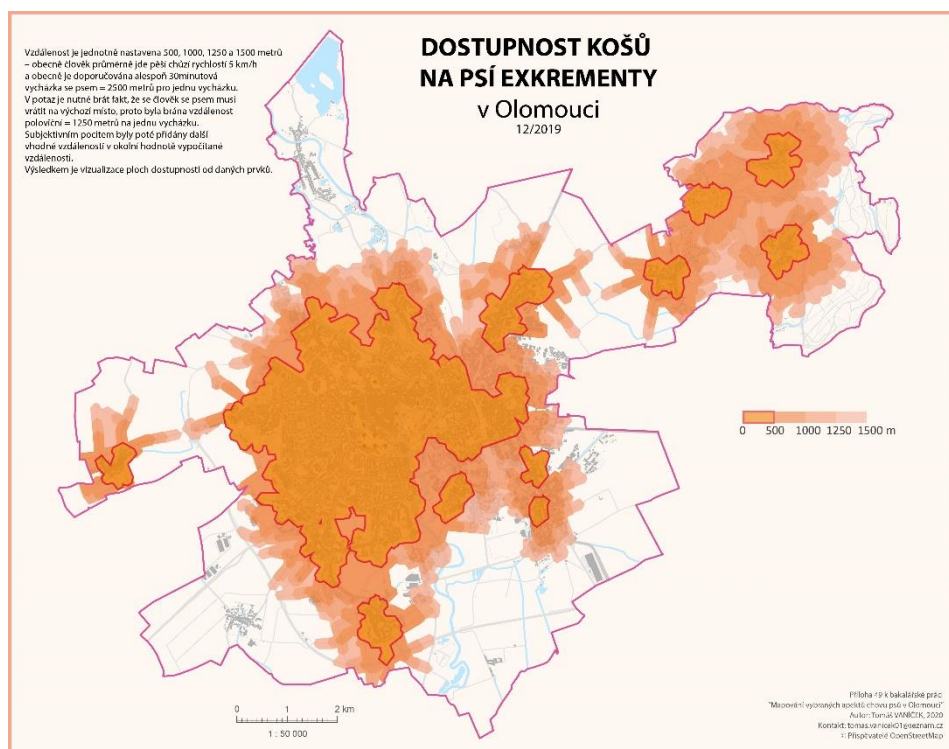 DOSTUPNOST KOŠŮ
NA PSÍ EXKREMENTY
v Olomouci
12/2019
Vzdálenost je jednotně nastavena 500, 1000, 1250 a 1500 metrů
– obecně člověk průměrně jde pěší chůzí rychlostí 5 km/h
a obecně je doporučována alespoň 30minutová
vycházka se psem = 2500 metrů pro jednu vycházku.
V potaz je nutné brát fakt, že se člověk se psem musí
vrátit na výchozí místo, proto byla brána vzdálenost
poloviční = 1250 metrů na jednu vycházku.
Subjektivním pocitem byly poté přidány další
vhodné vzdáleností v okolní hodnotě vypočítané
vzdálenosti.
Výsledkem je vizualizace ploch dostupnosti od daných prvků.
0 500 1000 1250 1500 m
0 1 2 km
1 : 50 000
Příloha 49 k bakalářské práci
"Mapování vybraných aspektů chovu psů v Olomouci"
Autor: Tomáš VANÍČEK, 2020
Kontakt: tomas.vanicek01@seznam.cz
Přispěvatelé OpenStreetMap